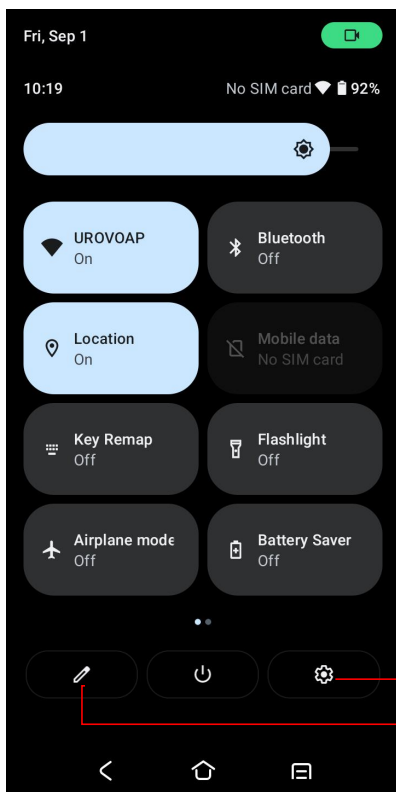 Fri, Sep 1
10:19 No SIM card 92%
UROVOAP
On
Bluetooth
Off
Location
On
Mobile data
No SIM card
Key Remap
Off
Flashlight
Off
Airplane mode
Off
Battery Saver
Off